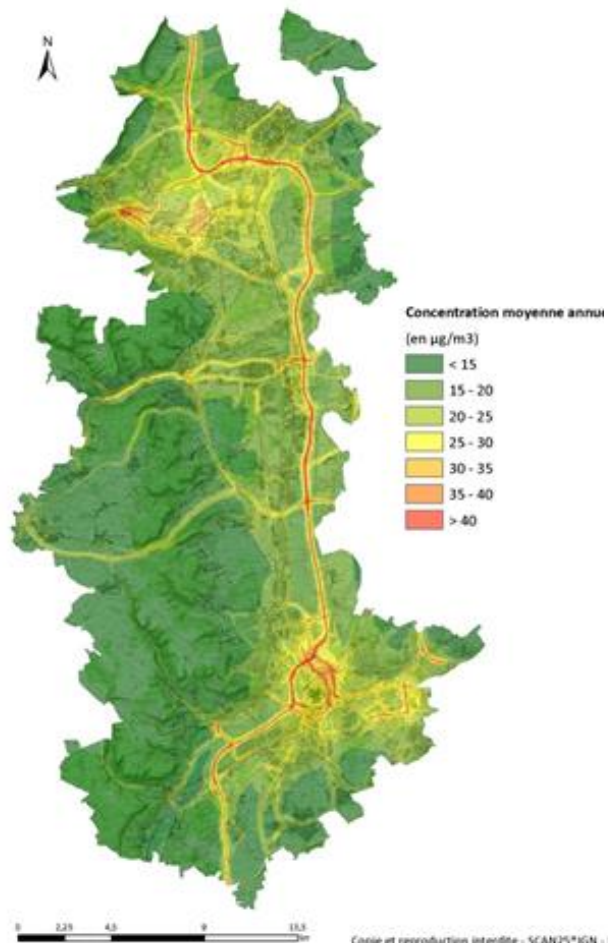 N
Concentration moyenne annue
(en µg/m3)
< 15
15 - 20
20 - 25
25 - 30
30 - 35
35 - 40
> 40
0 2,25 4,5 9 13,5
Copie et reproduction interdite - SCAN25®IGN -